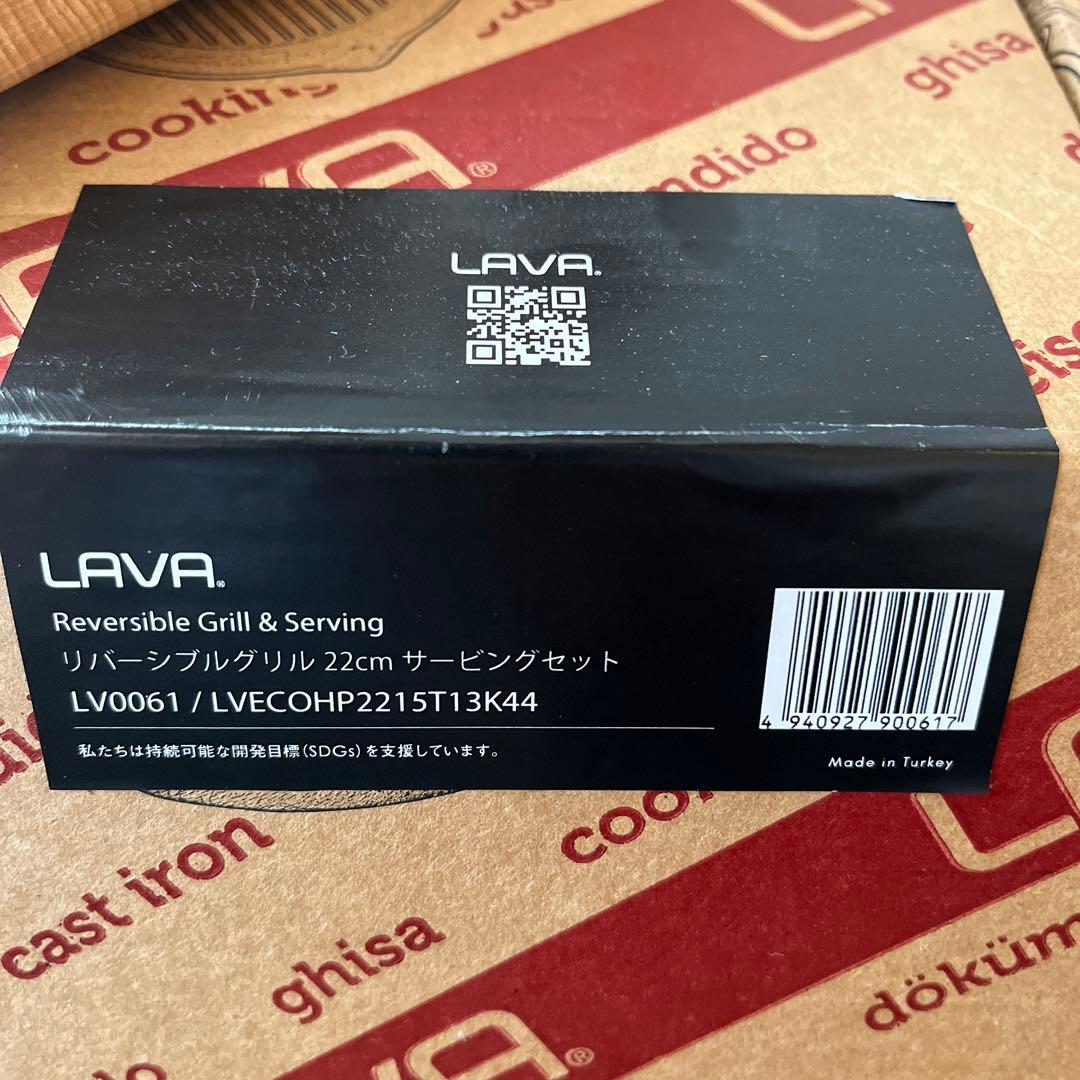 cooking
ghisa
LAVA
LAVA
Reversible Grill & Serving
リバーシブルグリル 22cm サービングセット
LV0061 / LVECOHP2215T13K44
私たちは持続可能な開発目標(SDGs)を支援しています。
4 940927 900617
Made in Turkey
cast iron
ghisa